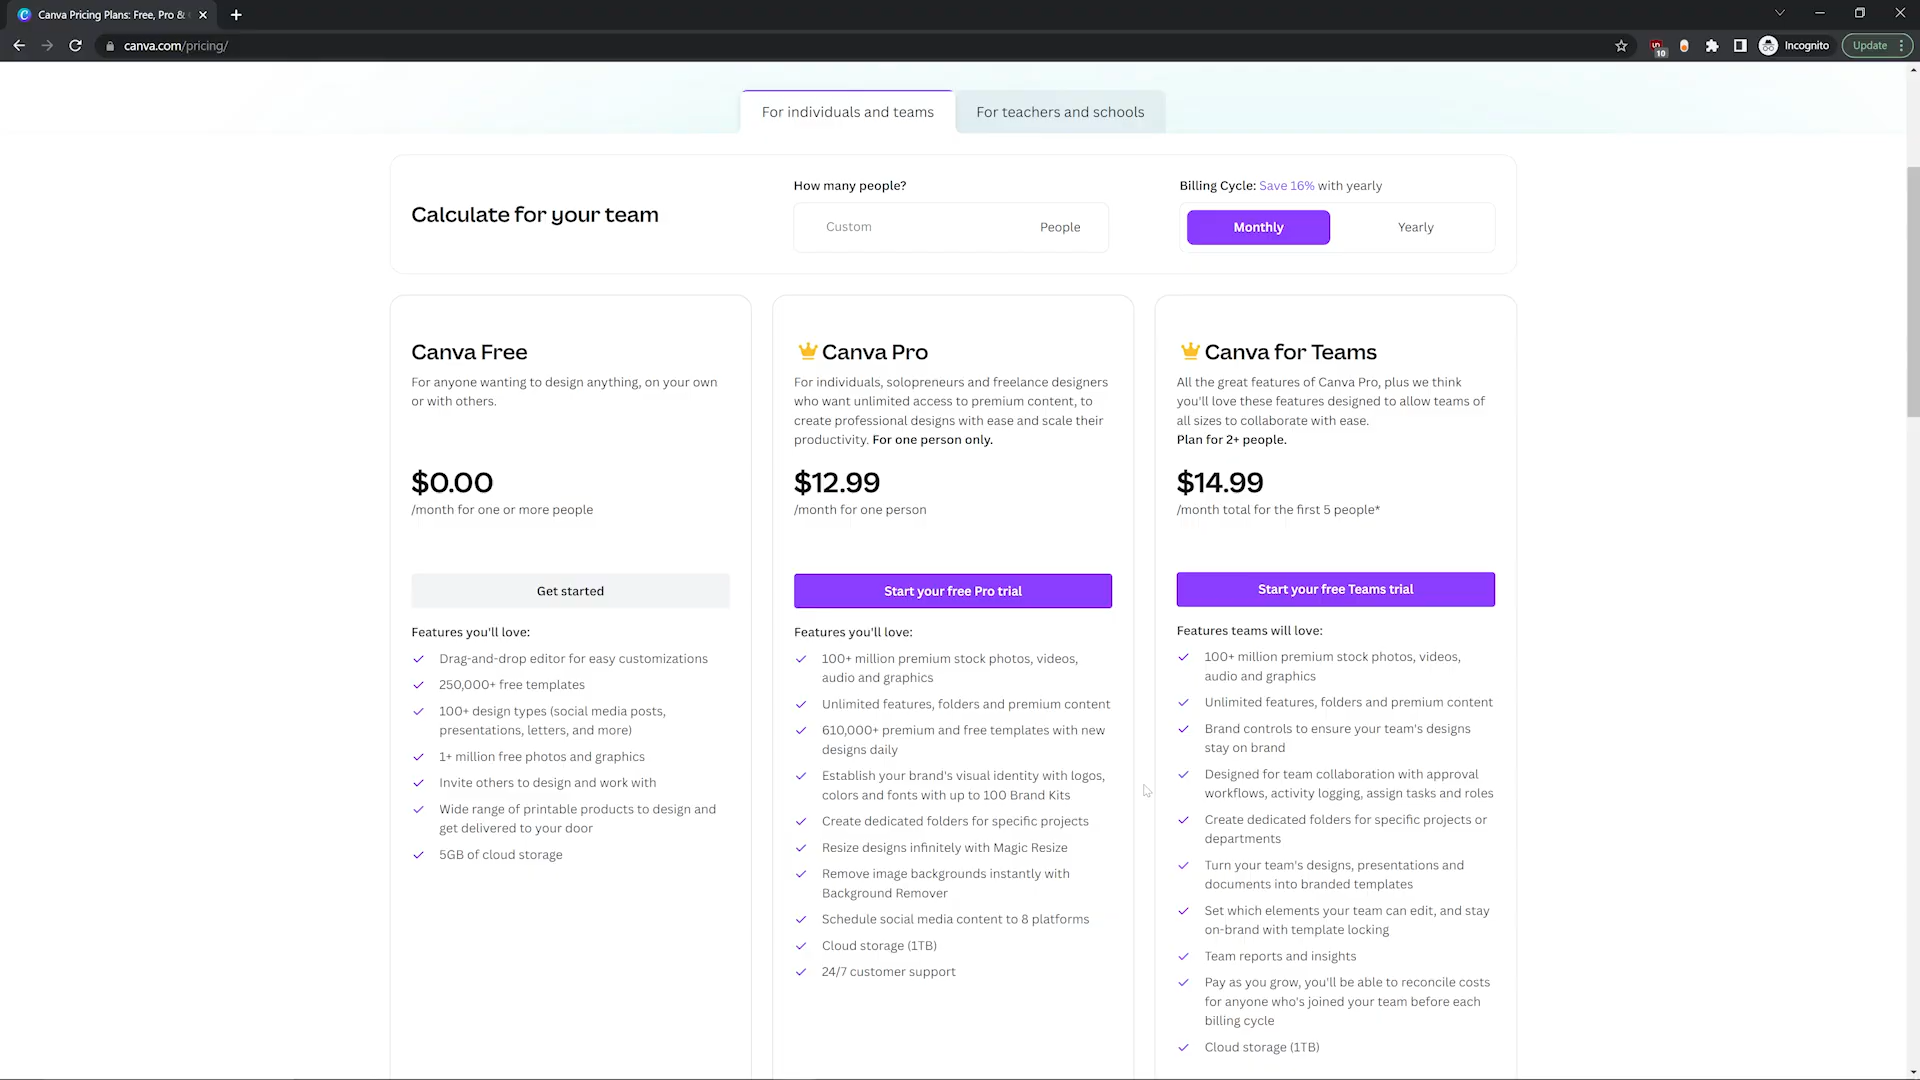 Canva Pricing Plans: Free, Pro &
canva.com/pricing/
10
Incognito
Update
For individuals and teams
For teachers and schools
Calculate for your team
How many people?
Custom
People
Billing Cycle: Save 16% with yearly
Monthly
Yearly
Canva Free
For anyone wanting to design anything, on your own
or with others.
$0.00
/month for one or more people
Get started
Features you'll love:
Drag-and-drop editor for easy customizations
250,000+ free templates
100+ design types (social media posts,
presentations, letters, and more)
1+ million free photos and graphics
Invite others to design and work with
Wide range of printable products to design and
get delivered to your door
5GB of cloud storage
Canva Pro
For individuals, solopreneurs and freelance designers
who want unlimited access to premium content, to
create professional designs with ease and scale their
productivity. For one person only.
$12.99
/month for one person
Start your free Pro trial
Features you'll love:
100+ million premium stock photos, videos,
audio and graphics
Unlimited features, folders and premium content
610,000+ premium and free templates with new
designs daily
Establish your brand's visual identity with logos,
colors and fonts with up to 100 Brand Kits
Create dedicated folders for specific projects
Resize designs infinitely with Magic Resize
Remove image backgrounds instantly with
Background Remover
Schedule social media content to 8 platforms
Cloud storage (1TB)
24/7 customer support
Canva for Teams
All the great features of Canva Pro, plus we think
you'll love these features designed to allow teams of
all sizes to collaborate with ease.
Plan for 2+ people.
$14.99
/month total for the first 5 people*
Start your free Teams trial
Features teams will love:
100+ million premium stock photos, videos,
audio and graphics
Unlimited features, folders and premium content
Brand controls to ensure your team's designs
stay on brand
Designed for team collaboration with approval
workflows, activity logging, assign tasks and roles
Create dedicated folders for specific projects or
departments
Turn your team's designs, presentations and
documents into branded templates
Set which elements your team can edit, and stay
on-brand with template locking
Team reports and insights
Pay as you grow, you'll be able to reconcile costs
for anyone who's joined your team before each
billing cycle
Cloud storage (1TB)